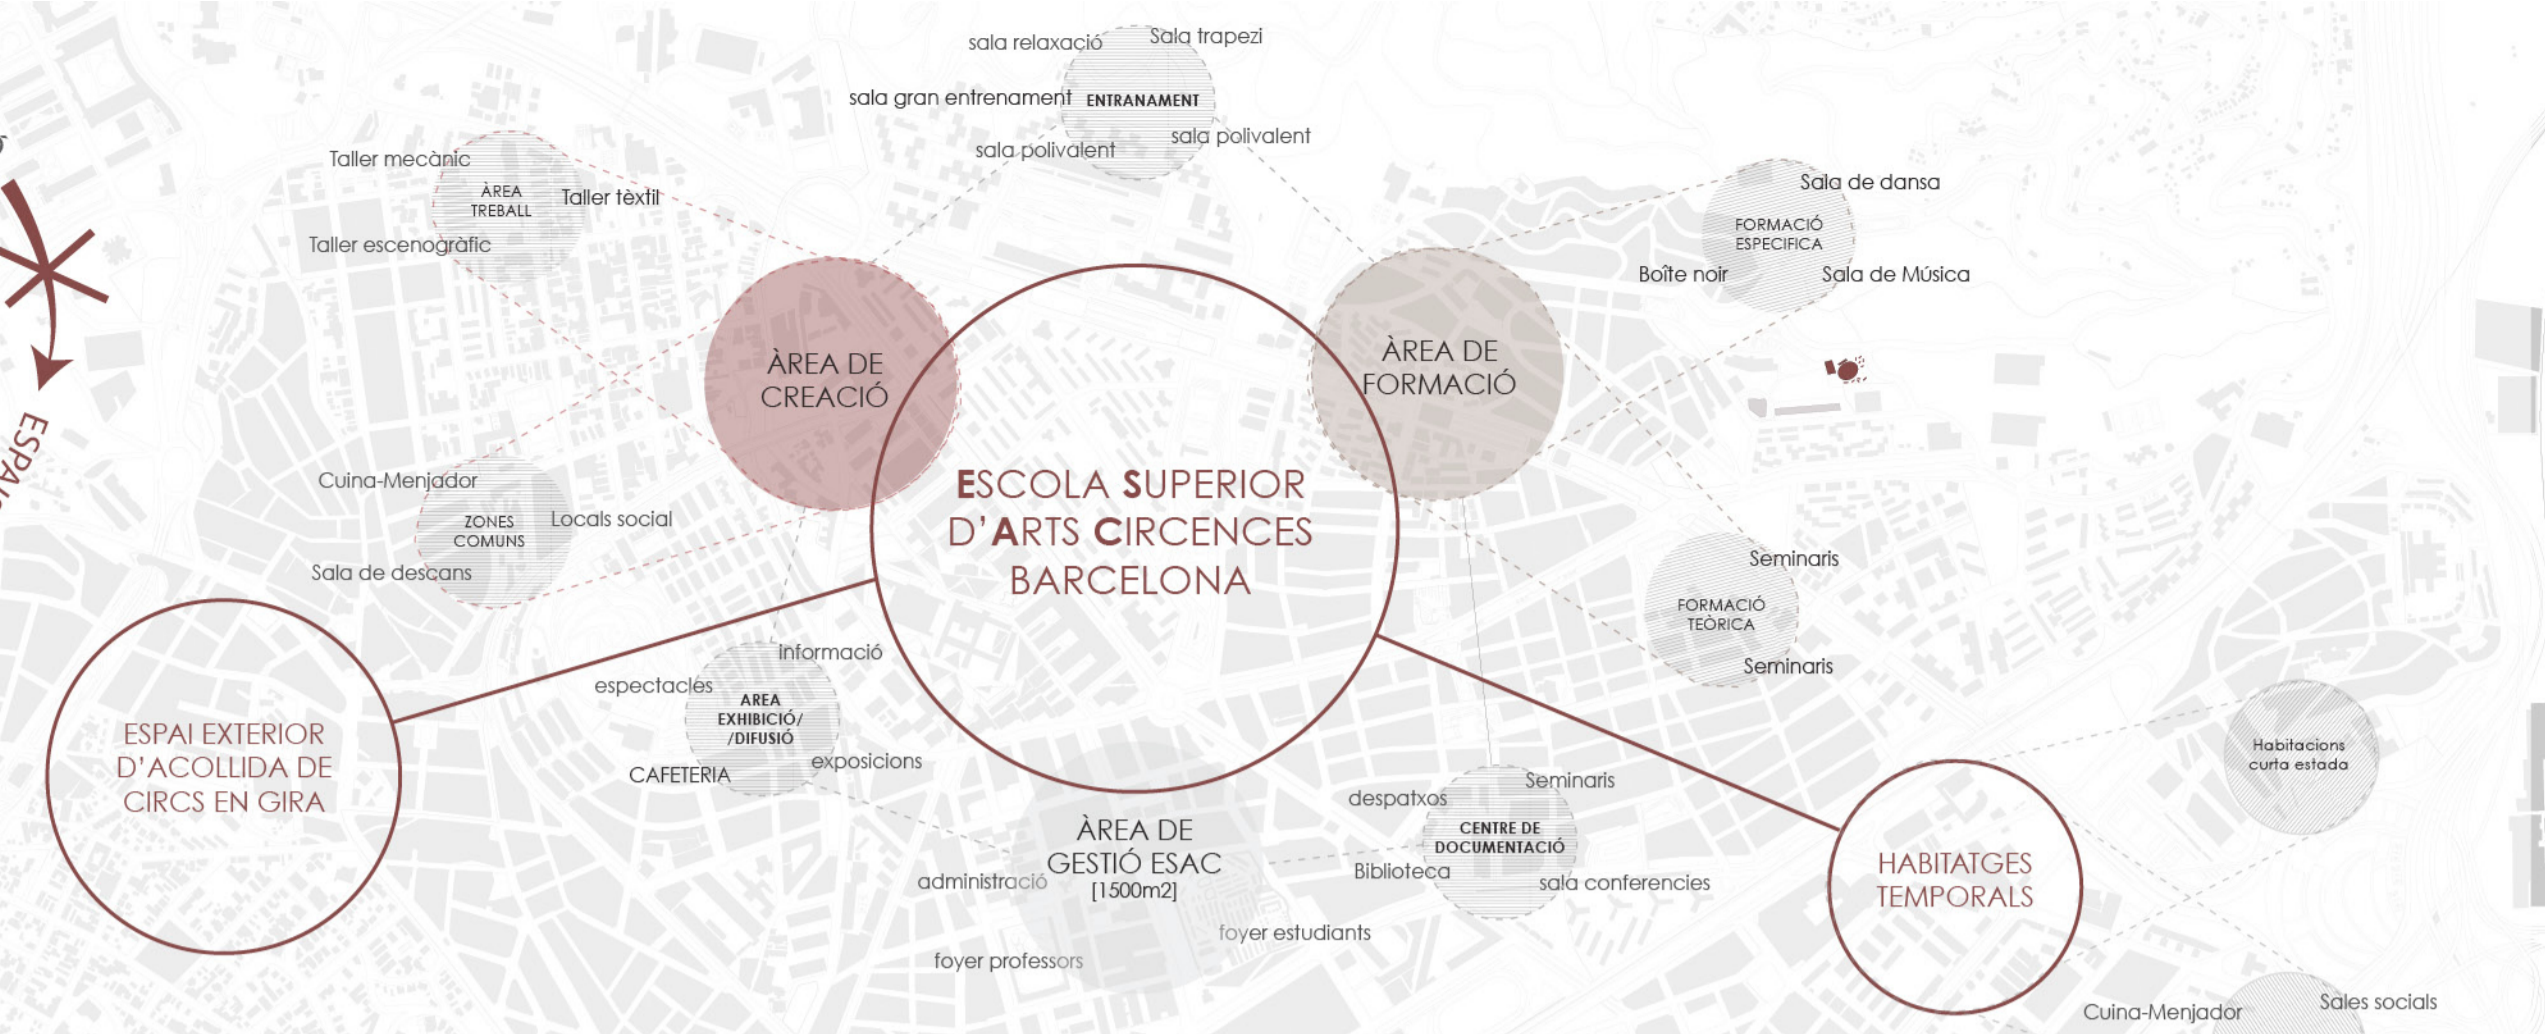 sala relaxació
Sala trapezi
sala gran entrenament
ENTRANAMENT
sala polivalent
sala polivalent
Taller mecànic
ÀREA
TREBALL
Taller tèxtil
Taller escenogràfic
Sala de dansa
FORMACIÓ
ESPECIFICA
Boîte noir
Sala de Música
ÀREA DE
CREACIÓ
ÀREA DE
FORMACIÓ
ESCOLA SUPERIOR
D'ARTS CIRCENCES
BARCELONA
Cuina-Menjador
ZONES
COMUNS
Locals social
Sala de descans
Seminaris
FORMACIÓ
TEÒRICA
Seminaris
informació
espectacles
AREA
EXHIBICIÓ/
/DIFUSIÓ
exposicions
CAFETERIA
ESPAI EXTERIOR
D'ACOLLIDA DE
CIRCS EN GIRA
ÀREA DE
GESTIÓ ESAC
[1500m2]
administració
foyer estudiants
foyer professors
Seminaris
despatxos
CENTRE DE
DOCUMENTACIÓ
Biblioteca
sala conferencies
HABITATGES
TEMPORALS
Habitacions
curta estada
Cuina-Menjador
Sales socials